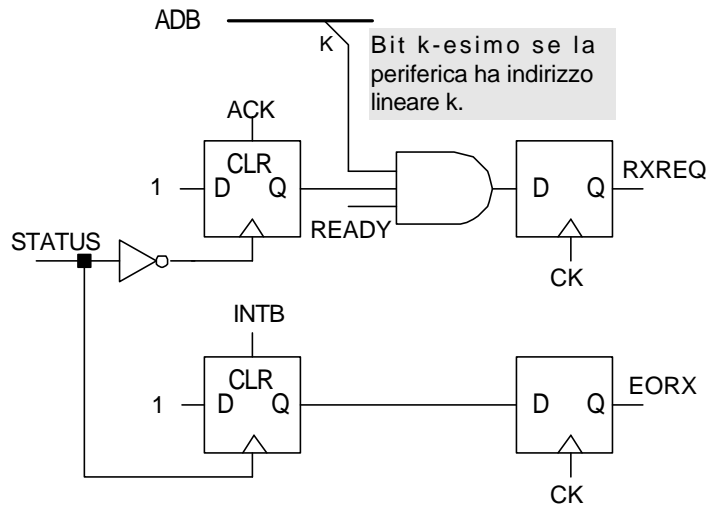 ADB
K
Bit k-esimo se la
periferica ha indirizzo
lineare k.
ACK
CLR
1
D
Q
READY
D
Q
RXREQ
CK
STATUS
INTB
CLR
1
D
Q
D
Q
EORX
CK